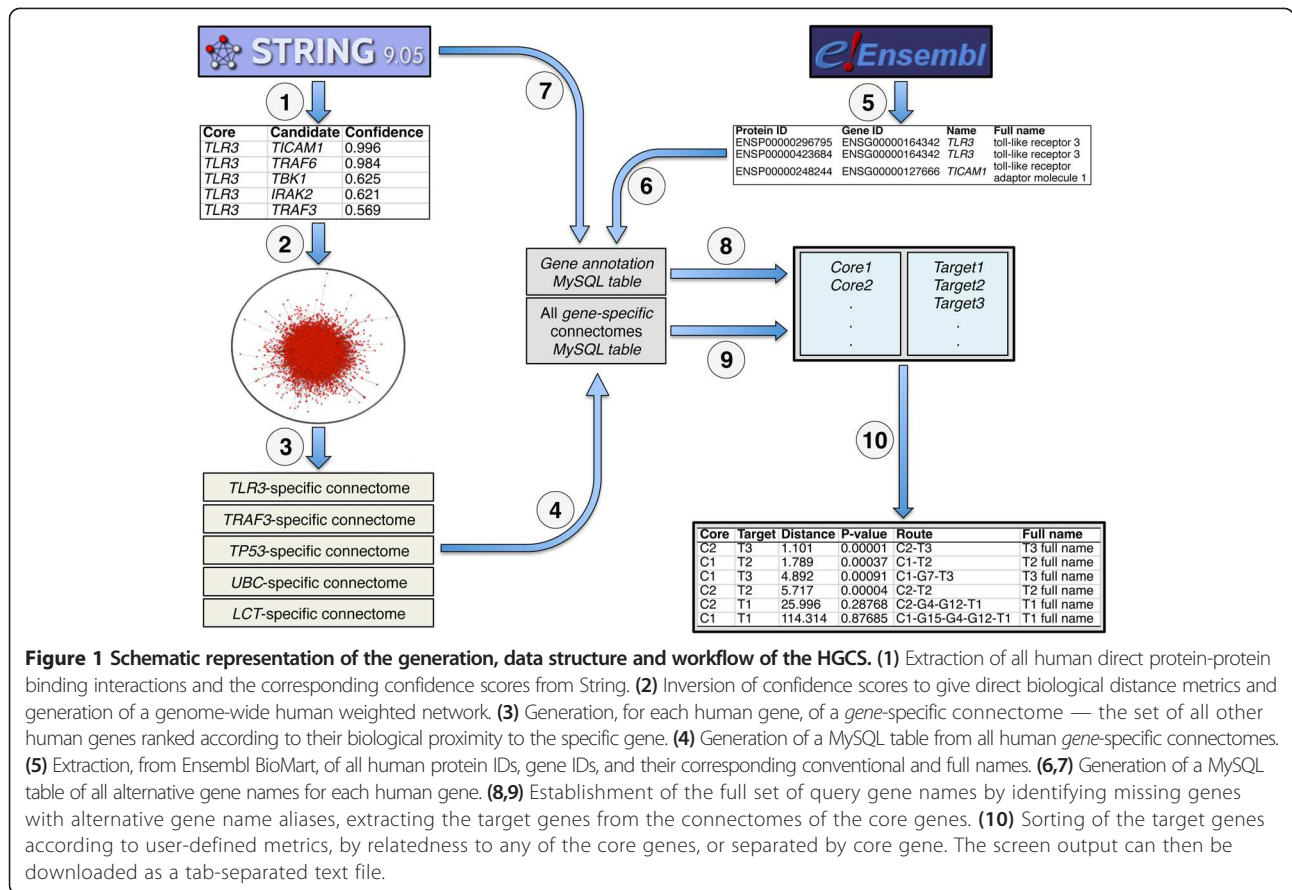 STRING 9.05
e!Ensembl
1
7
5
Core Candidate Confidence
TLR3 TICAM1 0.996
TLR3 TRAF6 0.984
TLR3 TBK1 0.625
TLR3 IRAK2 0.621
TLR3 TRAF3 0.569
Protein ID Gene ID Name Full name
ENSP00000296795 ENSG00000164342 TLR3 toll-like receptor 3
ENSP00000423684 ENSG00000164342 TLR3 toll-like receptor 3
ENSP00000248244 ENSG00000127666 TICAM1 toll-like receptor
adaptor molecule 1
6
2
8
Gene annotation
MySQL table
All gene-specific
connectomes
MySQL table
9
Core1
Core2
.
.
.
Target1
Target2
Target3
.
.
3
10
TLR3-specific connectome
TRAF3-specific connectome
TP53-specific connectome
UBC-specific connectome
LCT-specific connectome
4
Core Target Distance P-value Route Full name
C2 T3 1.101 0.00001 C2-T3 T3 full name
C1 T2 1.789 0.00037 C1-T2 T2 full name
C1 T3 4.892 0.00091 C1-G7-T3 T3 full name
C2 T2 5.717 0.00004 C2-T2 T2 full name
C2 T1 25.996 0.28768 C2-G4-G12-T1 T1 full name
C1 T1 114.314 0.87685 C1-G15-G4-G12-T1 T1 full name
Figure 1 Schematic representation of the generation, data structure and workflow of the HGCS. (1) Extraction of all human direct protein-protein
binding interactions and the corresponding confidence scores from String. (2) Inversion of confidence scores to give direct biological distance metrics and
generation of a genome-wide human weighted network. (3) Generation, for each human gene, of a gene-specific connectome — the set of all other
human genes ranked according to their biological proximity to the specific gene. (4) Generation of a MySQL table from all human gene-specific connectomes.
(5) Extraction, from Ensembl BioMart, of all human protein IDs, gene IDs, and their corresponding conventional and full names. (6,7) Generation of a MySQL
table of all alternative gene names for each human gene. (8,9) Establishment of the full set of query gene names by identifying missing genes
with alternative gene name aliases, extracting the target genes from the connectomes of the core genes. (10) Sorting of the target genes
according to user-defined metrics, by relatedness to any of the core genes, or separated by core gene. The screen output can then be
downloaded as a tab-separated text file.